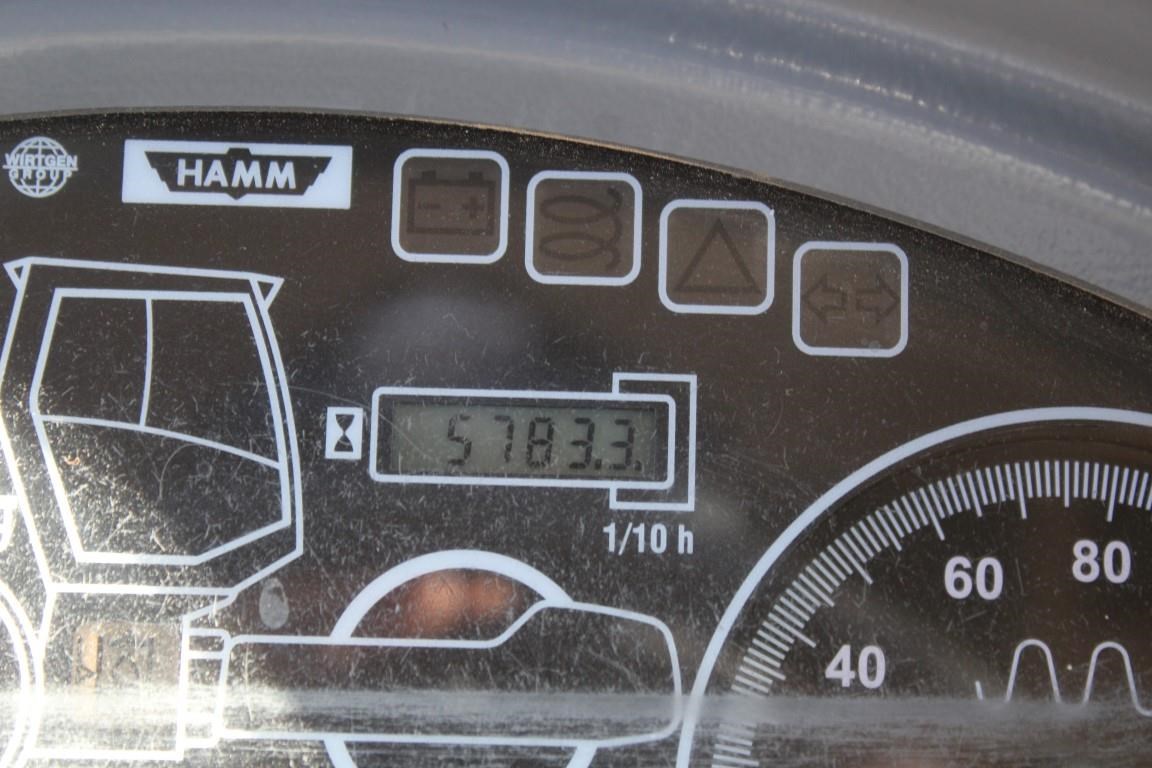 WIRTGEN
GROUP
HAMM
5783.3
1/10 h
60
80
40